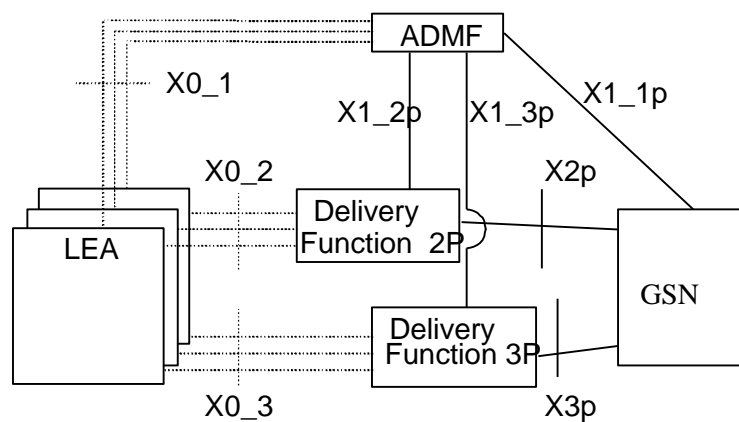 ADMF
X0_1
X1_2p
X1_3p
X1_1p
X0_2
X2p
Delivery
Function 2P
LEA
GSN
Delivery
Function 3P
X0_3
X3p